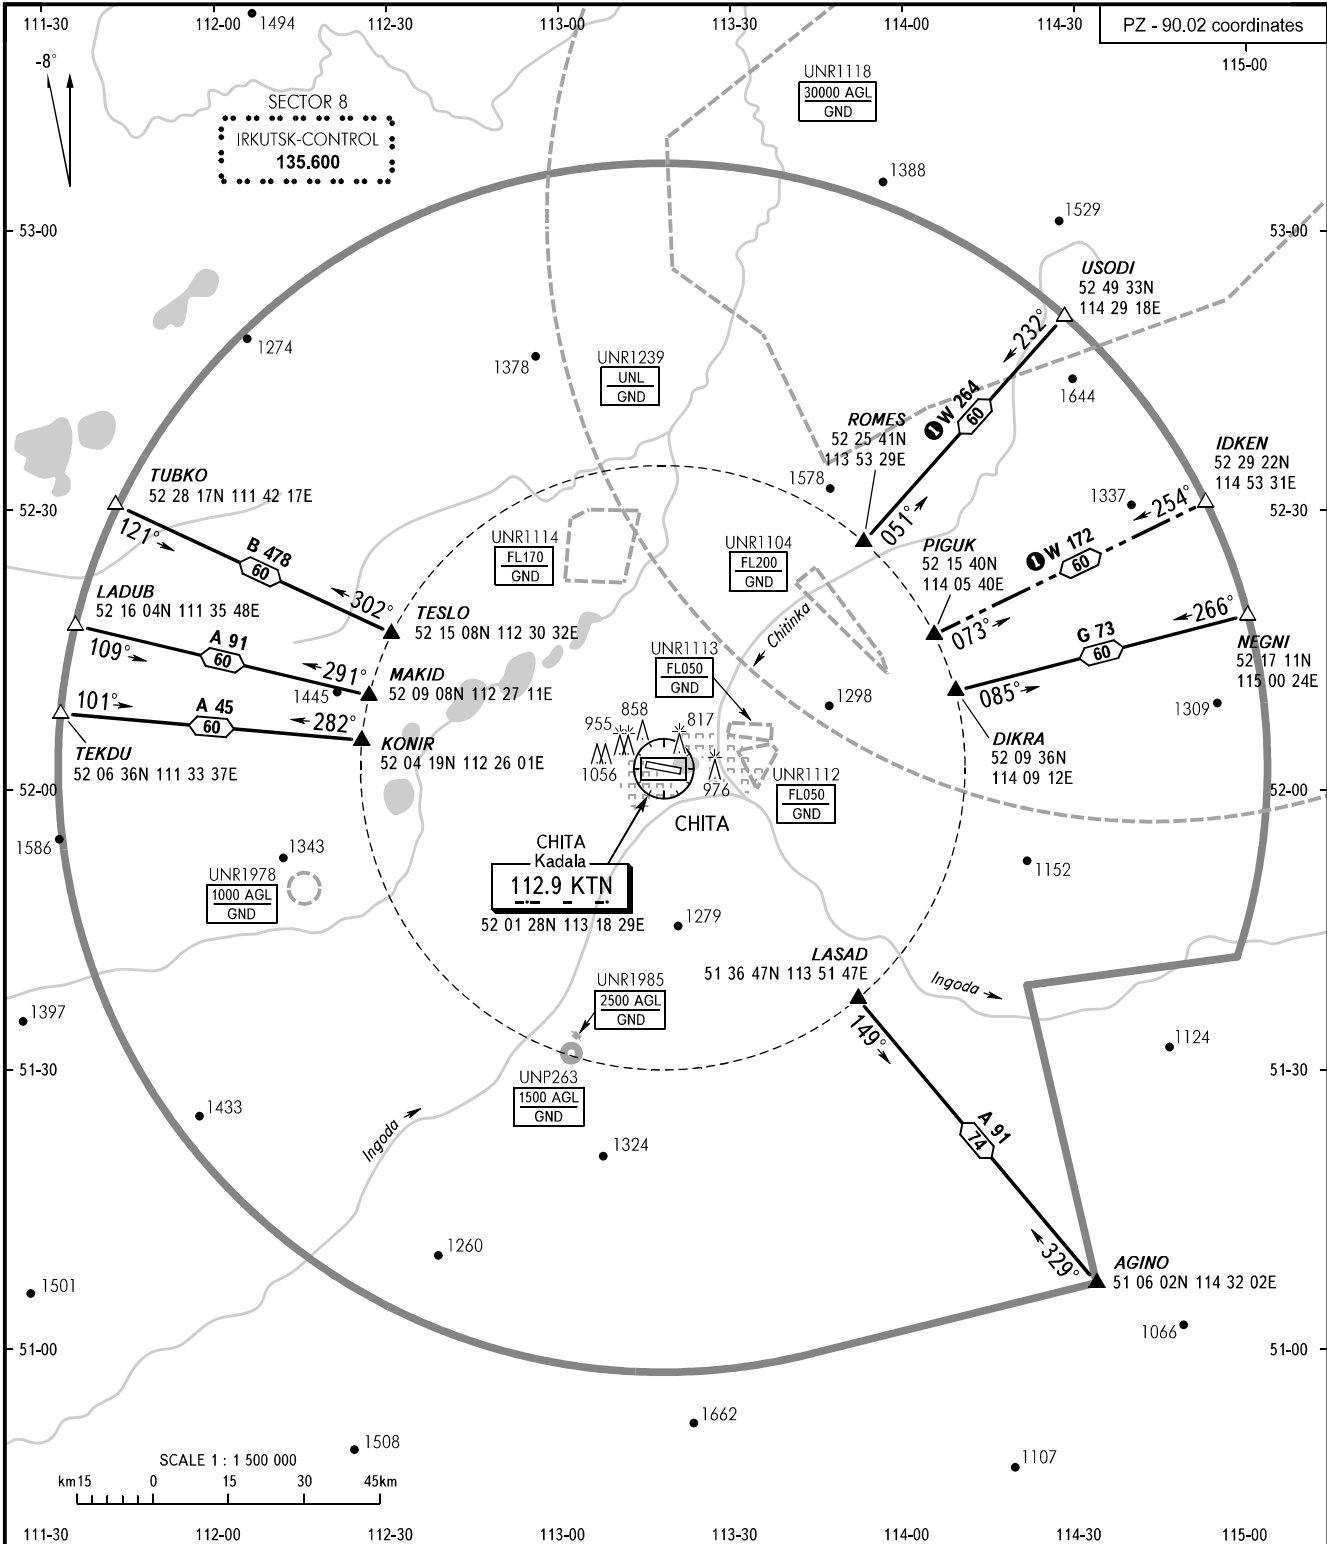 111-30
112-00
112-30
113-00
113-30
114-00
114-30
PZ - 90.02 coordinates
115-00
1494
-8°
SECTOR 8
IRKUTSK-CONTROL
135.600
UNR1118
30000 AGL
GND
1388
1529
53-00
53-00
USODI
52 49 33N
114 29 18E
232°
1274
1378
UNR1239
UNL
GND
1644
1 W 264
60
ROMES
52 25 41N
113 53 29E
051°
IDKEN
52 29 22N
114 53 31E
1578
1337
254°
TUBKO
52 28 17N 111 42 17E
52-30
52-30
121°
B 478
60
302°
UNR1114
FL170
GND
UNR1104
FL200
GND
PIGUK
52 15 40N
114 05 40E
1 W 172
60
073°
LADUB
52 16 04N 111 35 48E
TESLO
52 15 08N 112 30 32E
Chitinka
266°
G 73
60
085°
NEGNI
52 17 11N
115 00 24E
109°
A 91
60
291°
MAKID
52 09 08N 112 27 11E
1445
UNR1113
FL050
GND
1298
1309
101°
A 45
60
282°
955
858
817
1056
976
TEKDU
52 06 36N 111 33 37E
KONIR
52 04 19N 112 26 01E
DIKRA
52 09 36N
114 09 12E
UNR1112
FL050
GND
52-00
52-00
CHITA
1586
1343
CHITA
Kadala
112.9 KTN
52 01 28N 113 18 29E
1152
UNR1978
1000 AGL
GND
1279
LASAD
51 36 47N 113 51 47E
Ingoda
UNR1985
2500 AGL
GND
1397
149°
1124
51-30
51-30
UNP263
1500 AGL
GND
1433
Ingoda
A 91
74
1324
1260
329°
AGINO
51 06 02N 114 32 02E
1501
1066
51-00
51-00
1662
1508
1107
SCALE 1 : 1 500 000
km15
0
15
30
45km
111-30
112-00
112-30
113-00
113-30
114-00
114-30
115-00